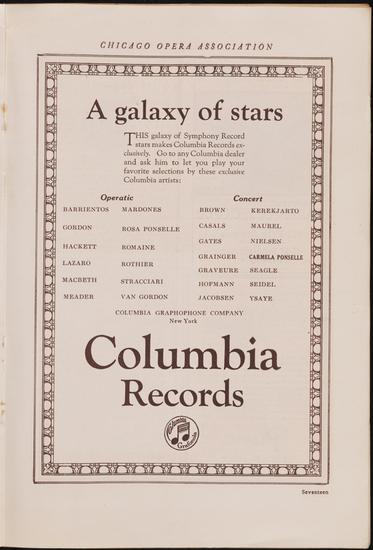 CHICAGO OPERA ASSOCIATION
A galaxy of stars
THIS galaxy of Symphony Record
stars makes Columbia Records ex-
clusively. Go to any Columbia dealer
and ask him to let you play your
favorite selections by these exclusive
Columbia artists:
Operatic
BARRIENTOS MARDONES
GORDON ROSA PONSELLE
HACKETT ROMAINE
LAZARO ROTHIER
MACBETH STRACCIARI
MEADER VAN GORDON
Concert
BROWN KEREKJARTO
CASALS MAUREL
GATES NIELSEN
GRAINGER CARMELA PONSELLE
GRAVEURE SEAGLE
HOFMANN SEIDEL
JACOBSEN YSAYE
COLUMBIA GRAPHOPHONE COMPANY
New York
Columbia
Records
Seventeen